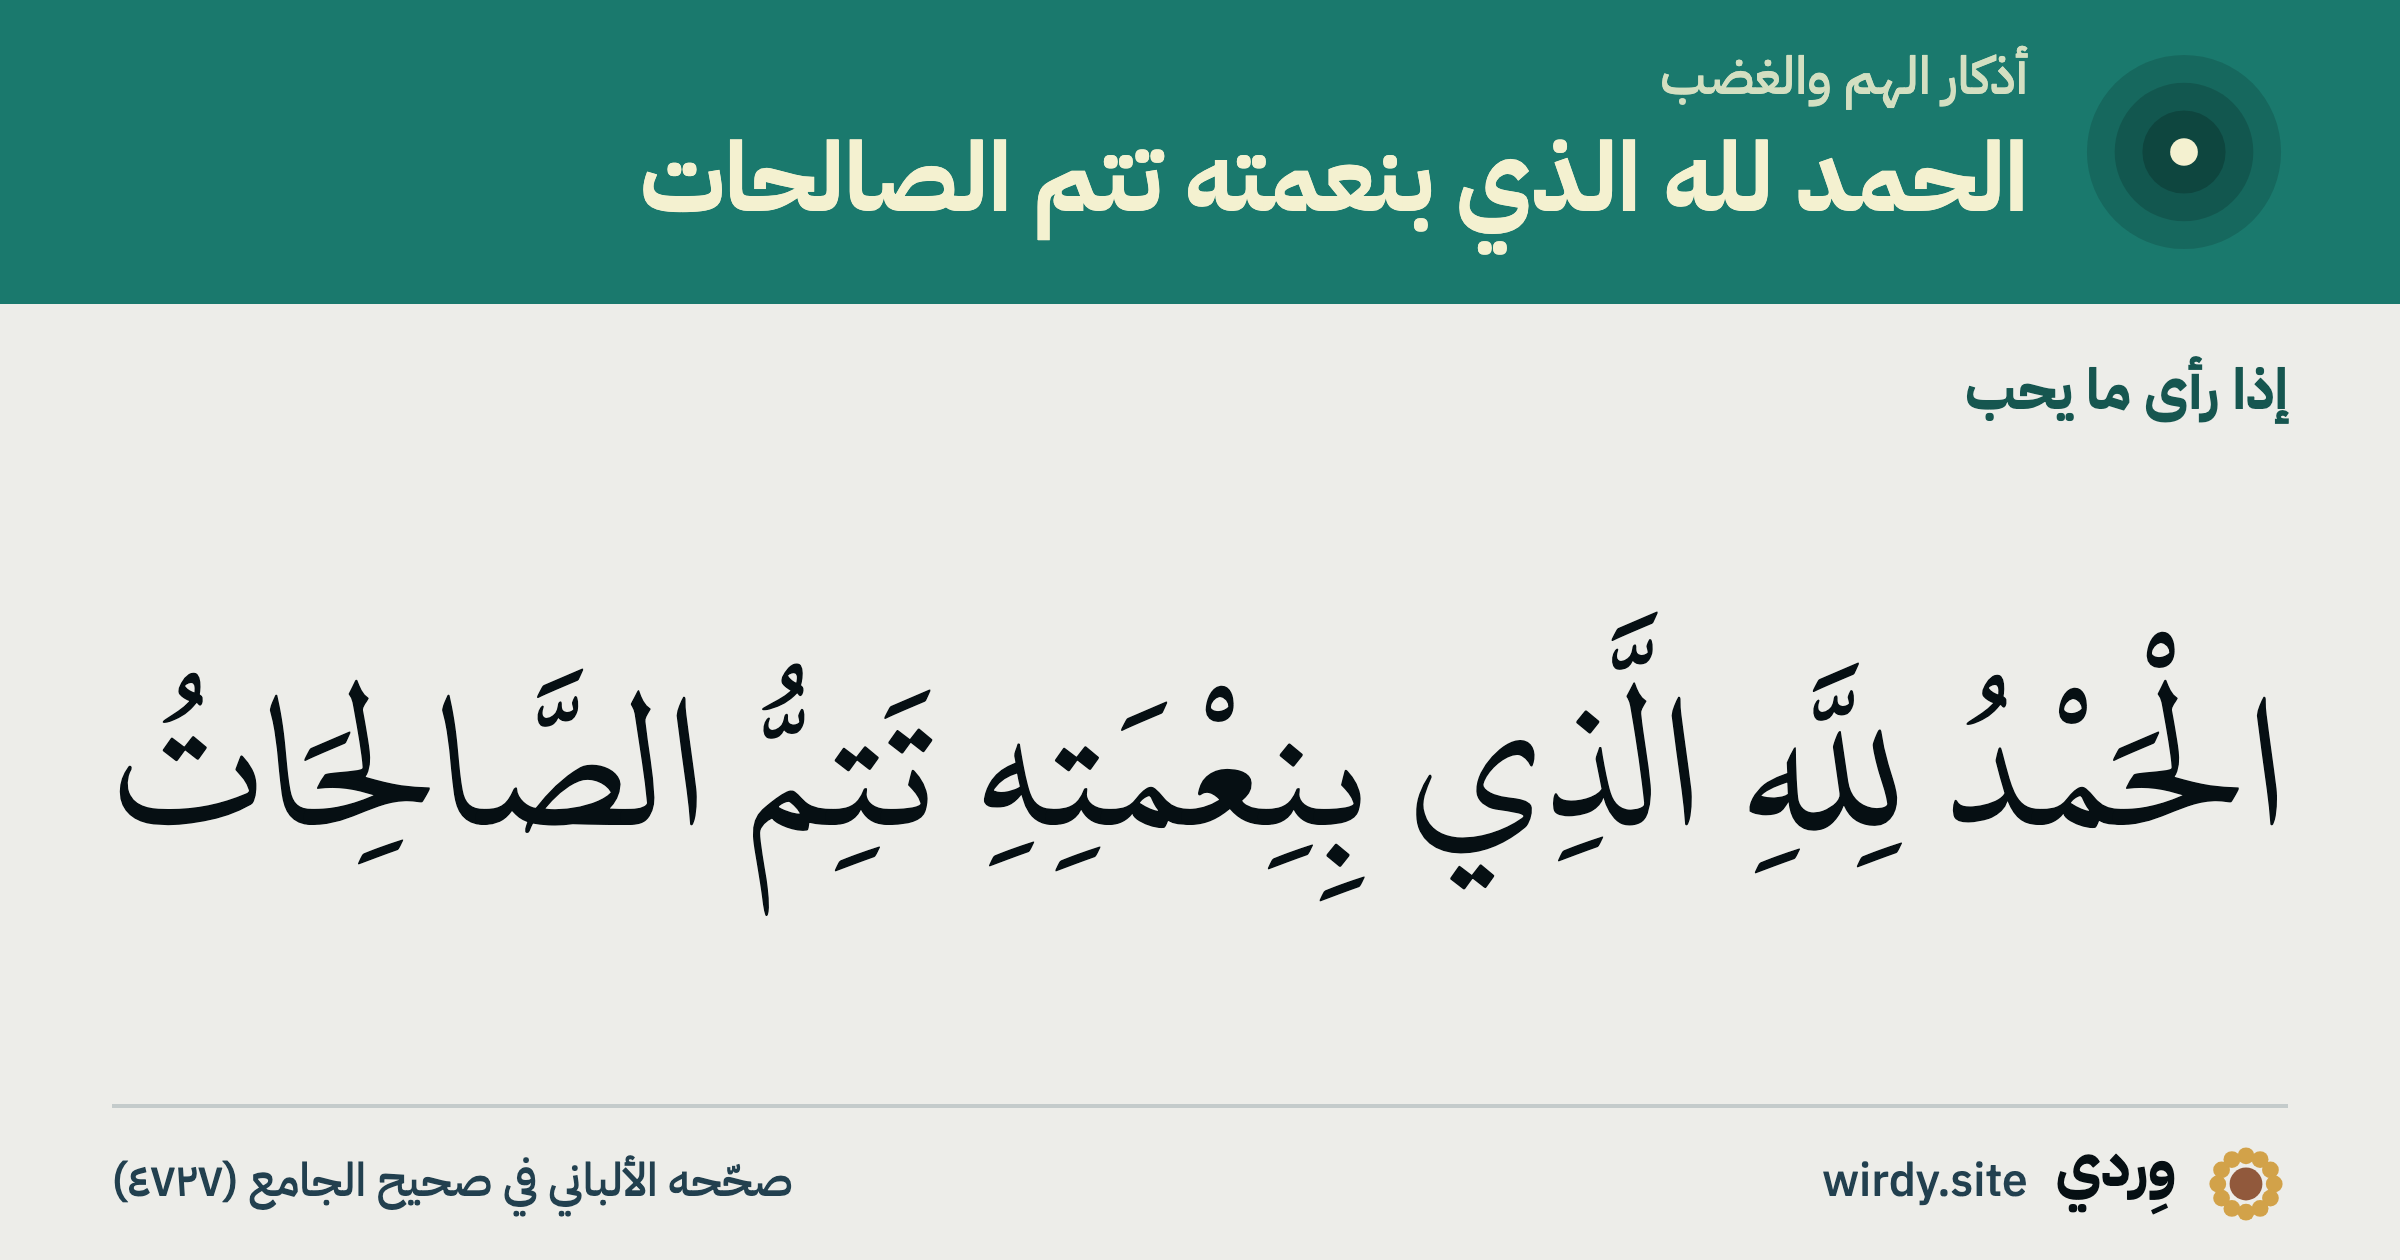 أذكار الهم والغضب
الحمد لله الذي بنعمته تتم الصالحات
إذا رأى ما يحب
الْحَمْدُ لِلَّهِ الَّذِي بِنِعْمَتِهِ تَتِمُّ الصَّالِحَاتُ
وِردي wirdy.site
صحّحه الألباني في صحيح الجامع (٤٧٢٧)